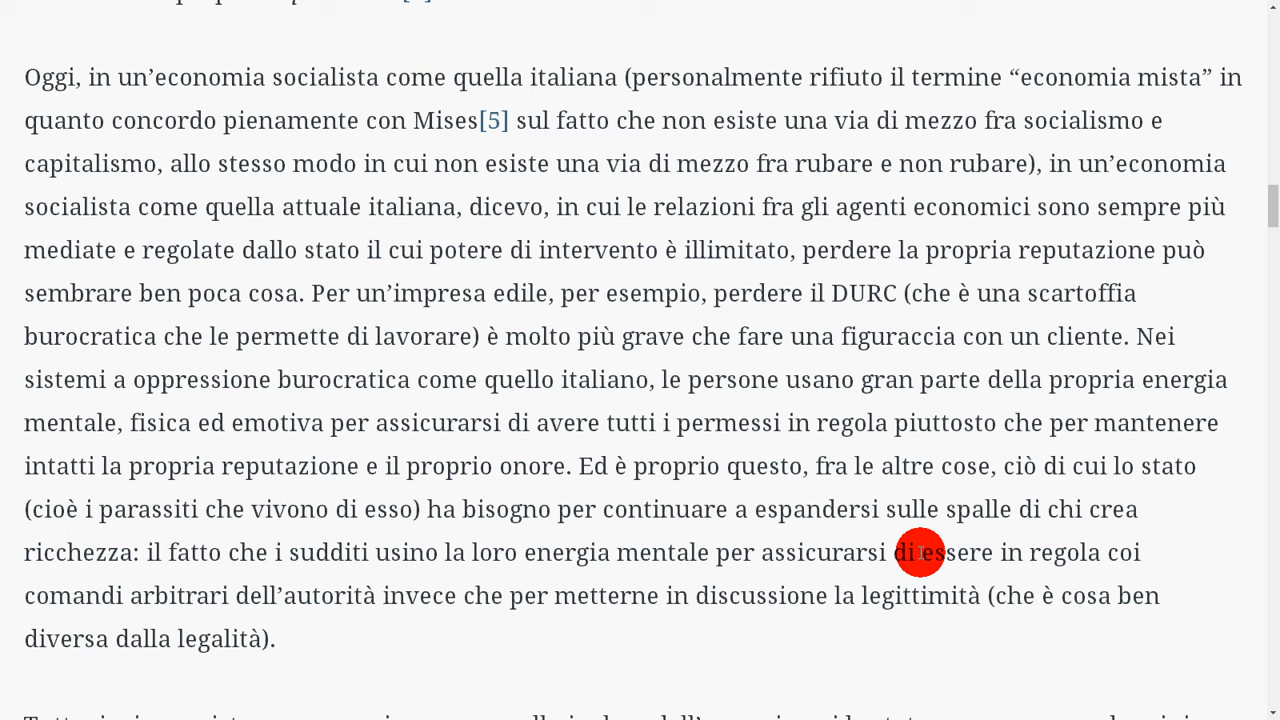 Oggi, in un’economia socialista come quella italiana (personalmente rifiuto il termine “economia mista” in
quanto concordo pienamente con Mises[5] sul fatto che non esiste una via di mezzo fra socialismo e
capitalismo, allo stesso modo in cui non esiste una via di mezzo fra rubare e non rubare), in un’economia
socialista come quella attuale italiana, dicevo, in cui le relazioni fra gli agenti economici sono sempre più
mediate e regolate dallo stato il cui potere di intervento è illimitato, perdere la propria reputazione può
sembrare ben poca cosa. Per un’impresa edile, per esempio, perdere il DURC (che è una scartoffia
burocratica che le permette di lavorare) è molto più grave che fare una figuraccia con un cliente. Nei
sistemi a oppressione burocratica come quello italiano, le persone usano gran parte della propria energia
mentale, fisica ed emotiva per assicurarsi di avere tutti i permessi in regola piuttosto che per mantenere
intatti la propria reputazione e il proprio onore. Ed è proprio questo, fra le altre cose, ciò di cui lo stato
(cioè i parassiti che vivono di esso) ha bisogno per continuare a espandersi sulle spalle di chi crea
ricchezza: il fatto che i sudditi usino la loro energia mentale per assicurarsi di essere in regola coi
comandi arbitrari dell’autorità invece che per metterne in discussione la legittimità (che è cosa ben
diversa dalla legalità).